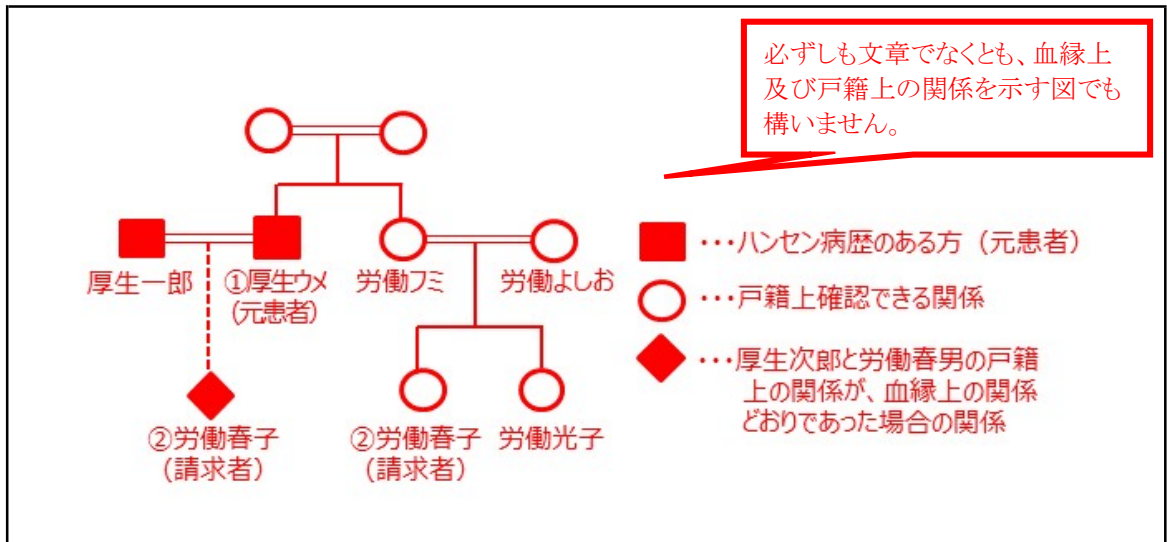 必ずしも文章でなくとも、血縁上
及び戸籍上の関係を示す図でも
構いません。
厚生一郎
①厚生ウメ
(元患者)
労働フミ
労働よしお
②労働春子
(請求者)
②労働春子
(請求者)
労働光子
・・・ハンセン病歴のある方（元患者）
・・・戸籍上確認できる関係
・・・厚生次郎と労働春男の戸籍
上の関係が、血縁上の関係
どおりであった場合の関係